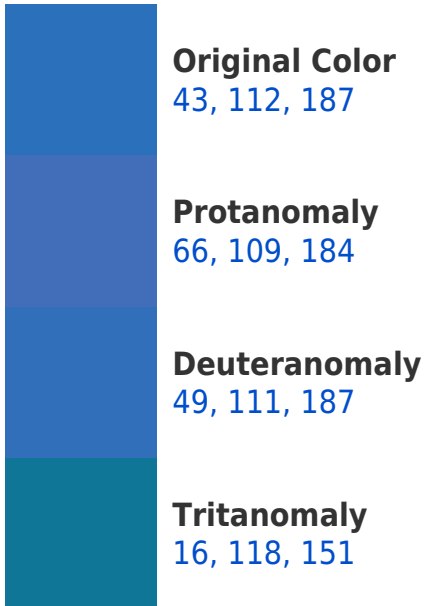 Original Color
43, 112, 187
Protanomaly
66, 109, 184
Deuteranomaly
49, 111, 187
Tritanomaly
16, 118, 151